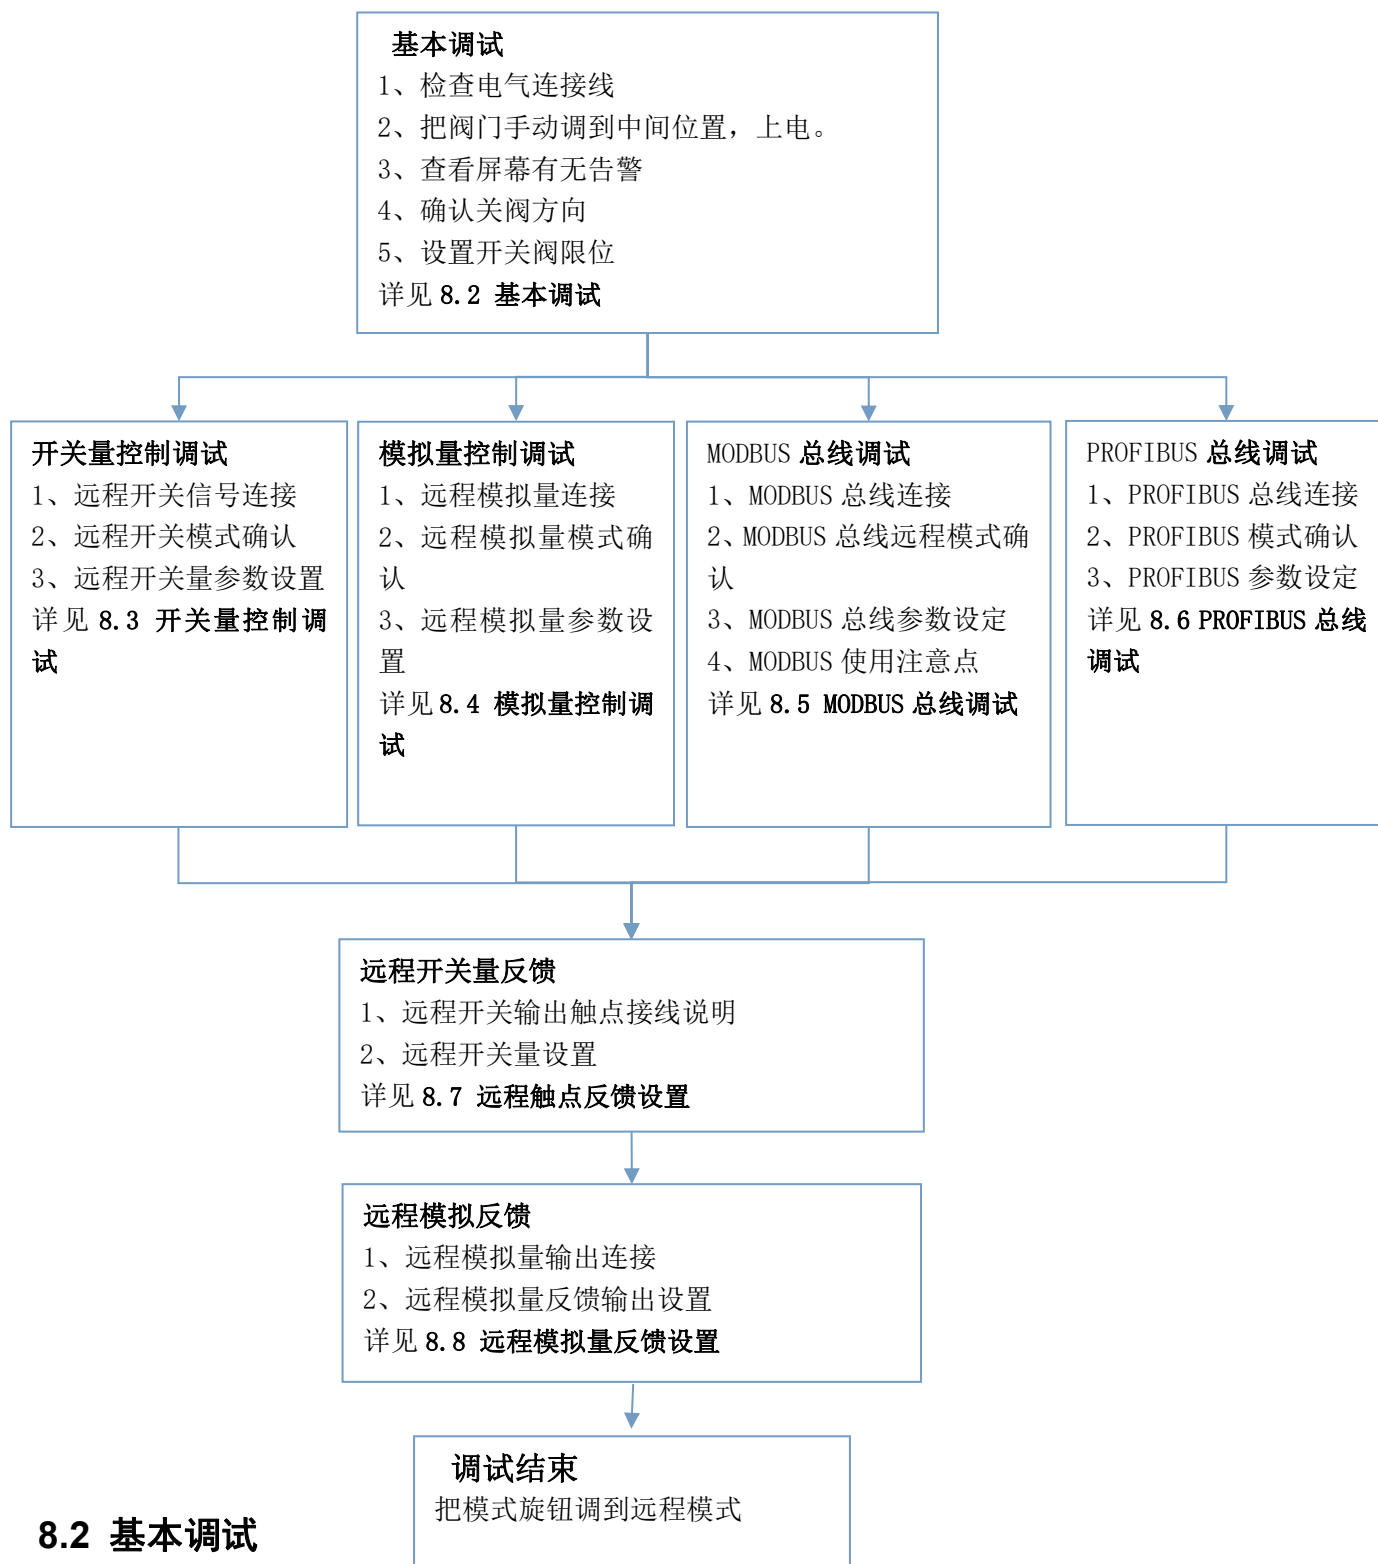 基本调试
1、检查电气连接线
2、把阀门手动调到中间位置，上电。
3、查看屏幕有无告警
4、确认关阀方向
5、设置开关阀限位
详见 8.2 基本调试
开关量控制调试
1、远程开关信号连接
2、远程开关模式确认
3、远程开关量参数设置
详见 8.3 开关量控制调
试
模拟量控制调试
1、远程模拟量连接
2、远程模拟量模式确
认
3、远程模拟量参数设
置
详见 8.4 模拟量控制调
试
MODBUS 总线调试
1、MODBUS 总线连接
2、MODBUS 总线远程模式确
认
3、MODBUS 总线参数设定
4、MODBUS 使用注意点
详见 8.5 MODBUS 总线调试
PROFIBUS 总线调试
1、PROFIBUS 总线连接
2、PROFIBUS 模式确认
3、PROFIBUS 参数设定
详见 8.6 PROFIBUS 总线
调试
远程开关量反馈
1、远程开关输出触点接线说明
2、远程开关量设置
详见 8.7 远程触点反馈设置
远程模拟反馈
1、远程模拟量输出连接
2、远程模拟量反馈输出设置
详见 8.8 远程模拟量反馈设置
调试结束
把模式旋钮调到远程模式
8.2 基本调试